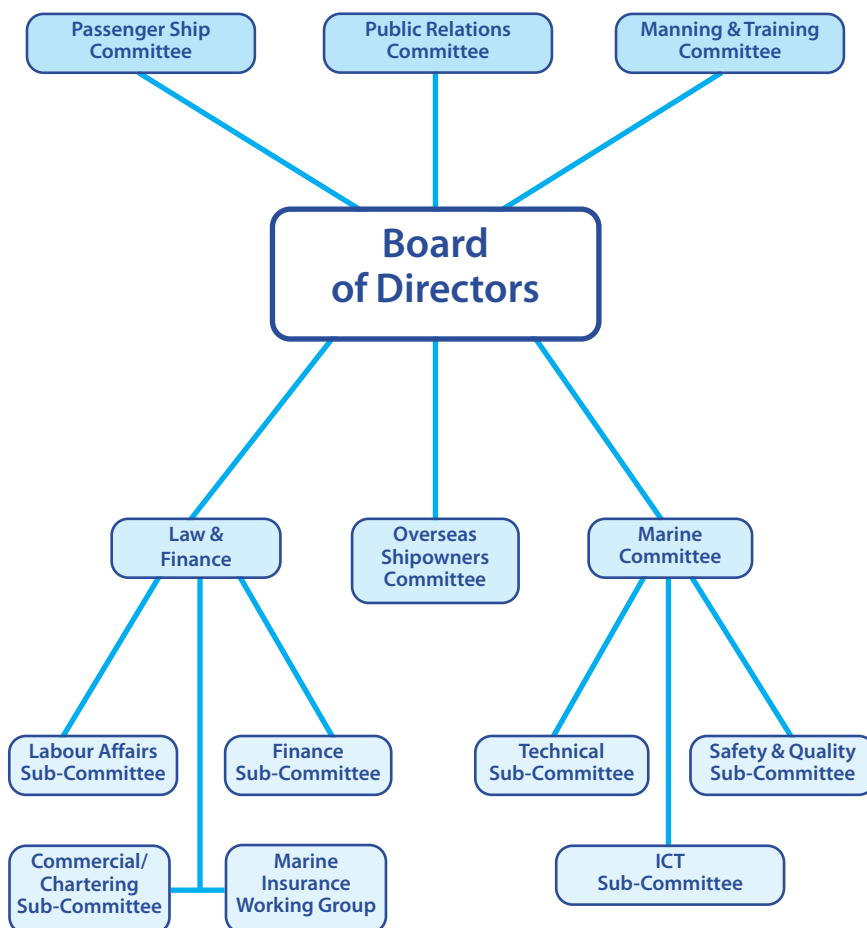 Passenger Ship
Committee
Public Relations
Committee
Manning & Training
Committee
Board
of Directors
Law &
Finance
Overseas
Shipowners
Committee
Marine
Committee
Labour Affairs
Sub-Committee
Finance
Sub-Committee
Technical
Sub-Committee
Safety & Quality
Sub-Committee
Commercial/
Chartering
Sub-Committee
Marine
Insurance
Working Group
ICT
Sub-Committee